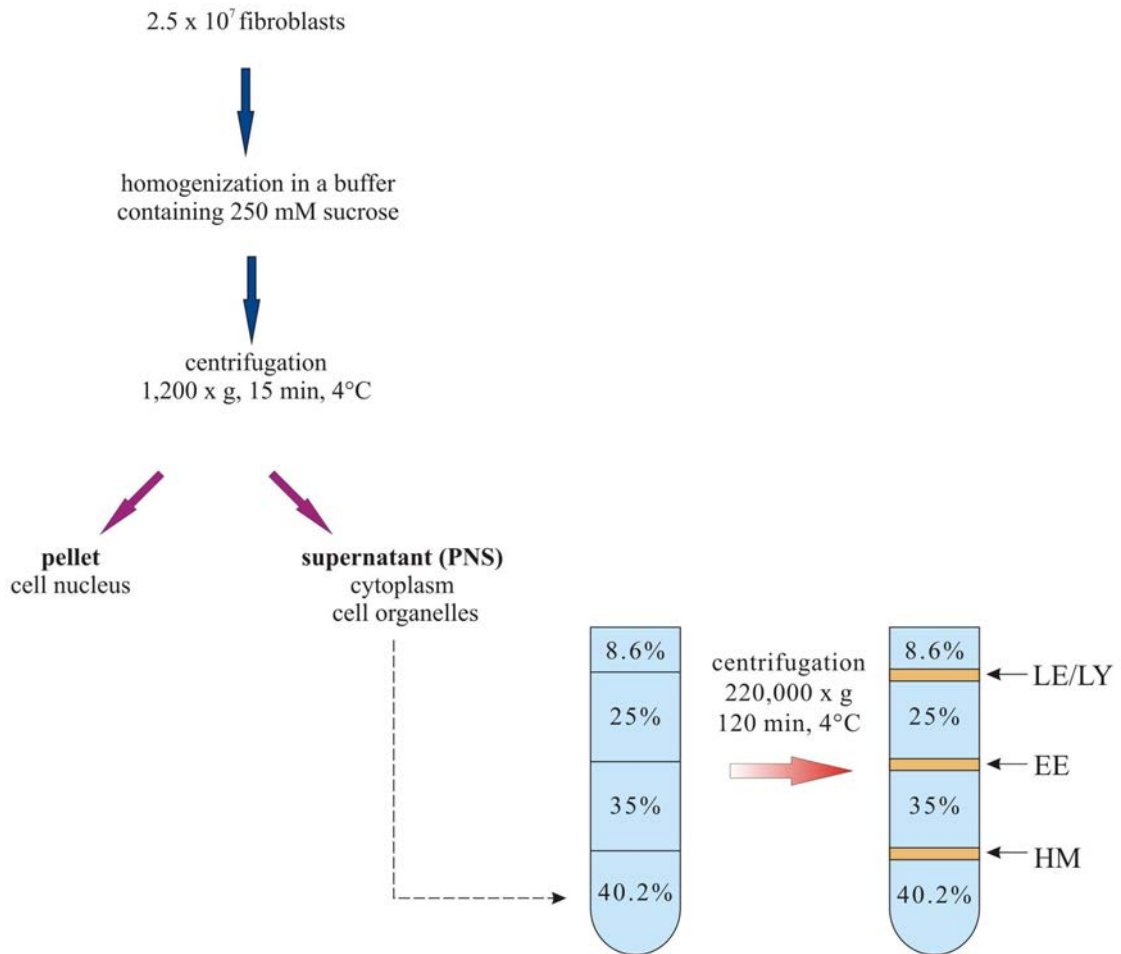 2.5 x 10⁷ fibroblasts
homogenization in a buffer
containing 250 mM sucrose
centrifugation
1,200 x g, 15 min, 4°C
pellet
cell nucleus
supernatant (PNS)
cytoplasm
cell organelles
8.6%
25%
35%
40.2%
centrifugation
220,000 x g
120 min, 4°C
8.6%
25%
35%
40.2%
LE/LY
EE
HM